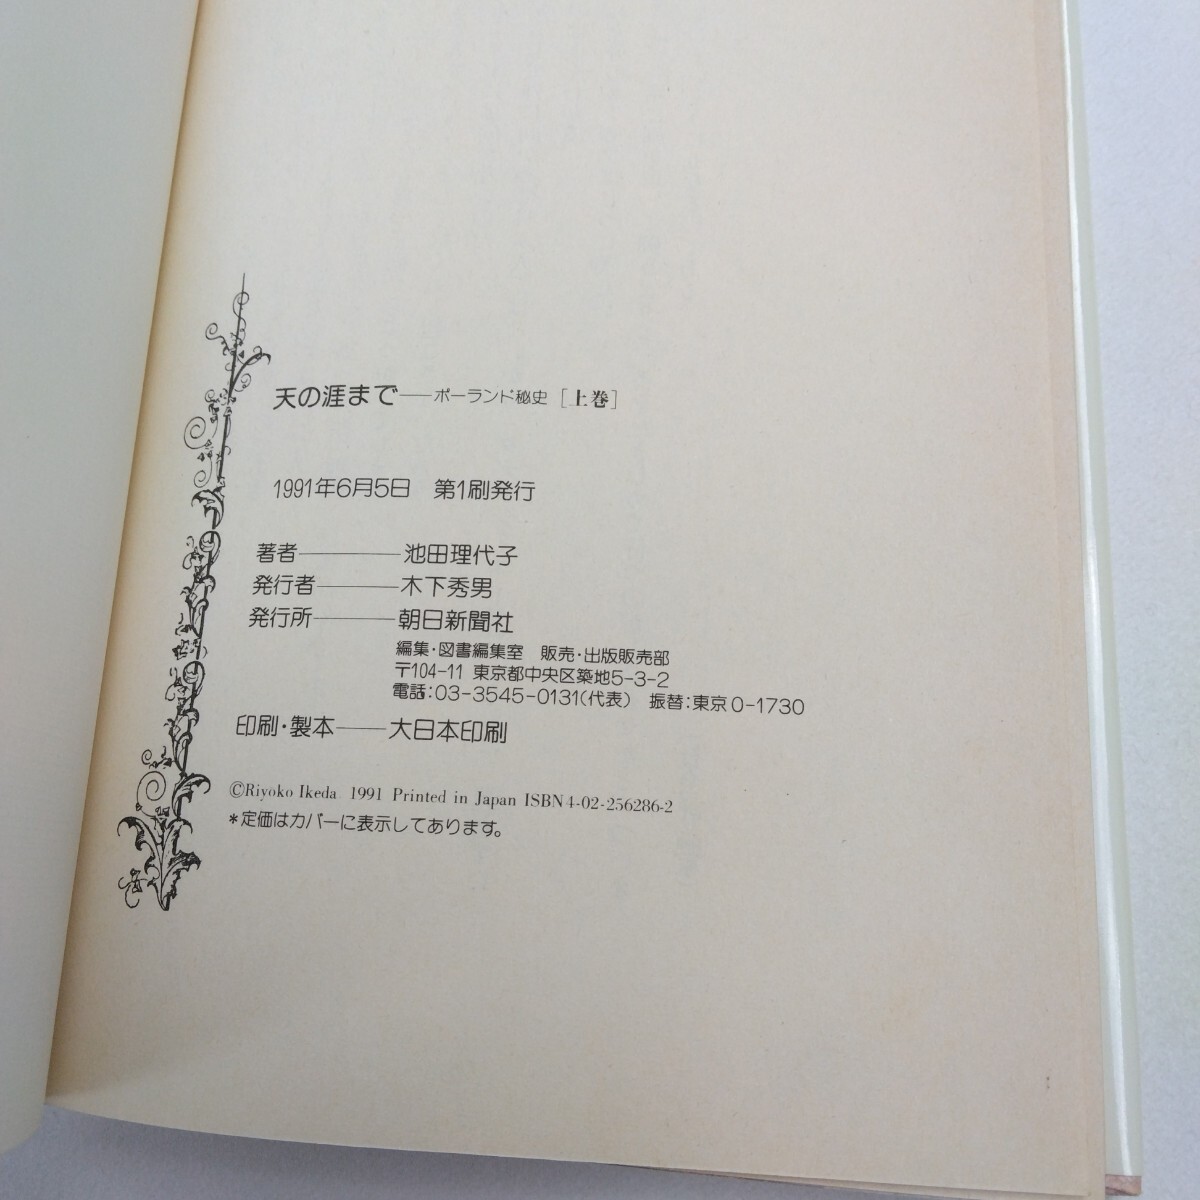 天の涯まで――ポーランド秘史［上巻］
1991年6月5日　第1刷発行
著者――――池田理代子
発行者―――木下秀男
発行所―――朝日新聞社
編集・図書編集室　販売・出版販売部
〒104-11 東京都中央区築地5-3-2
電話：03-3545-0131（代表）　振替：東京0-1730
印刷・製本――大日本印刷
©Riyoko Ikeda 1991 Printed in Japan ISBN4-02-256286-2
＊定価はカバーに表示してあります。